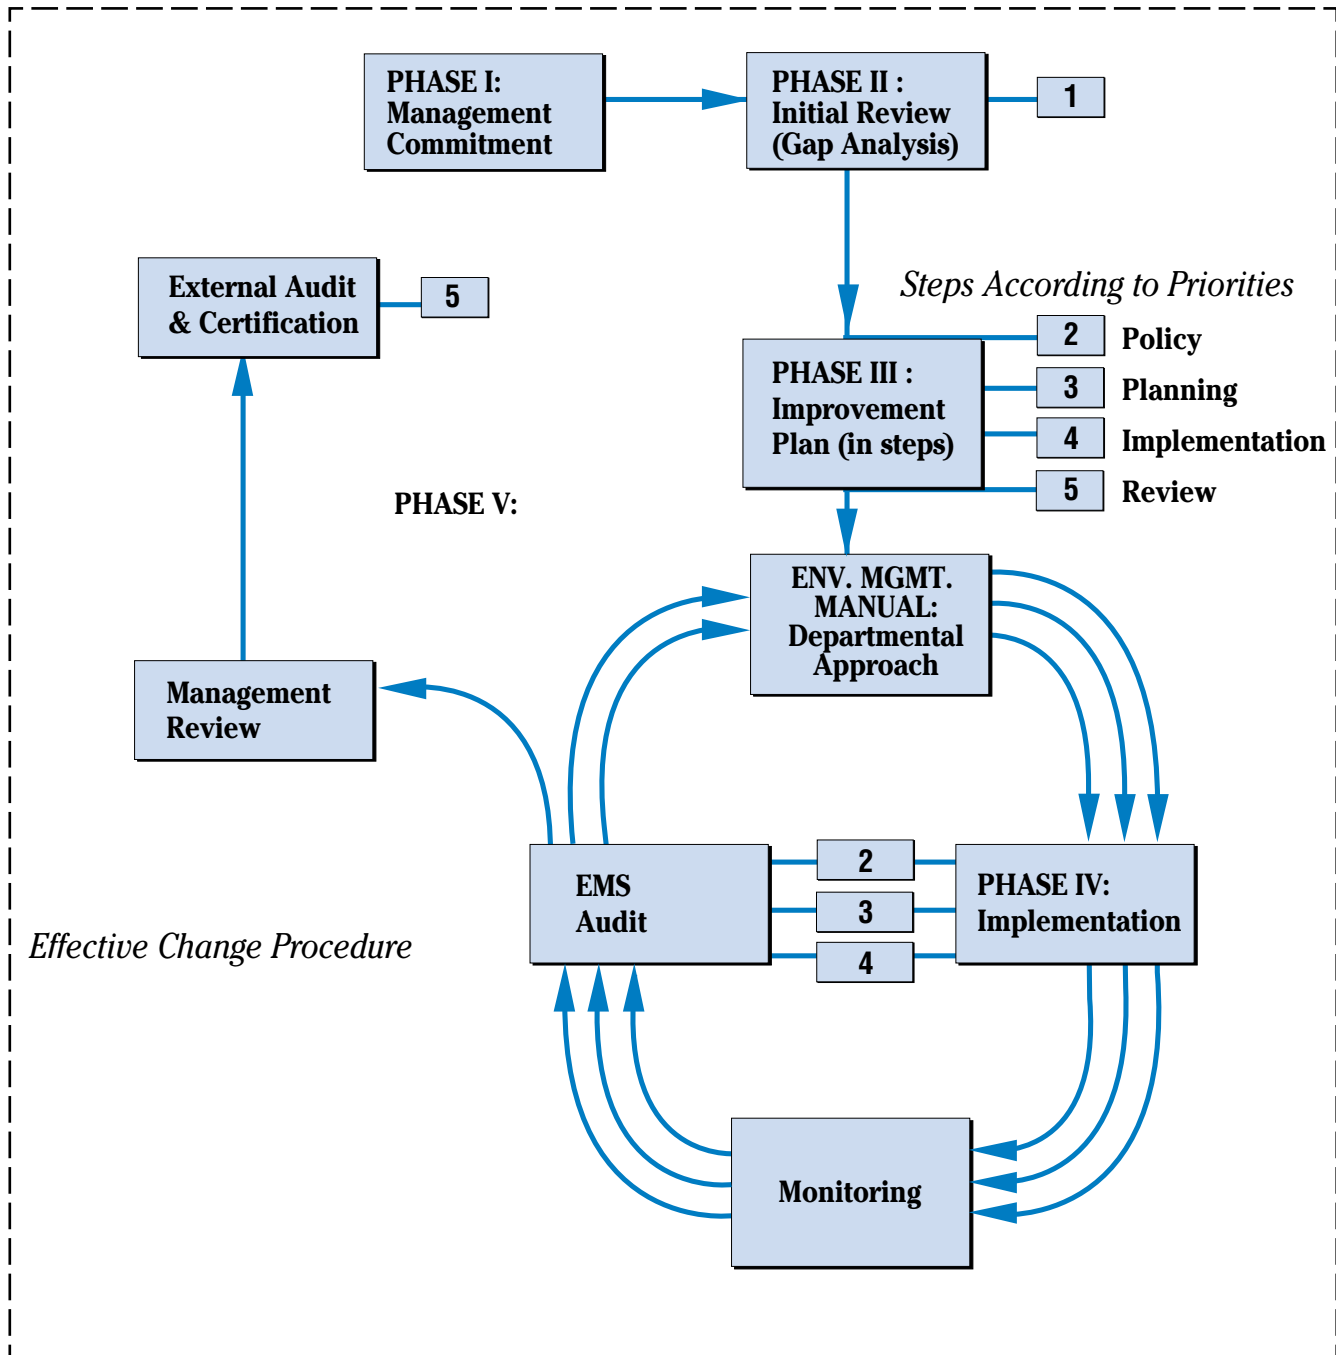 PHASE I:
Management
Commitment
PHASE II :
Initial Review
(Gap Analysis)
1
External Audit
& Certification
5
Steps According to Priorities
PHASE III :
Improvement
Plan (in steps)
2 Policy
3 Planning
4 Implementation
5 Review
PHASE V:
ENV. MGMT.
MANUAL:
Departmental
Approach
Management
Review
EMS
Audit
2
3
4
PHASE IV:
Implementation
Effective Change Procedure
Monitoring